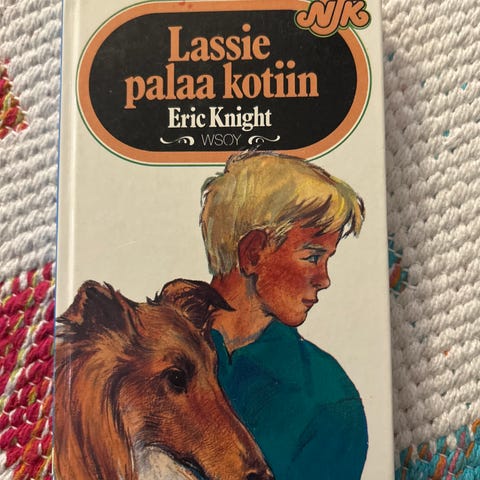 NJK
Lassie
palaa kotiin
Eric Knight
WSOY